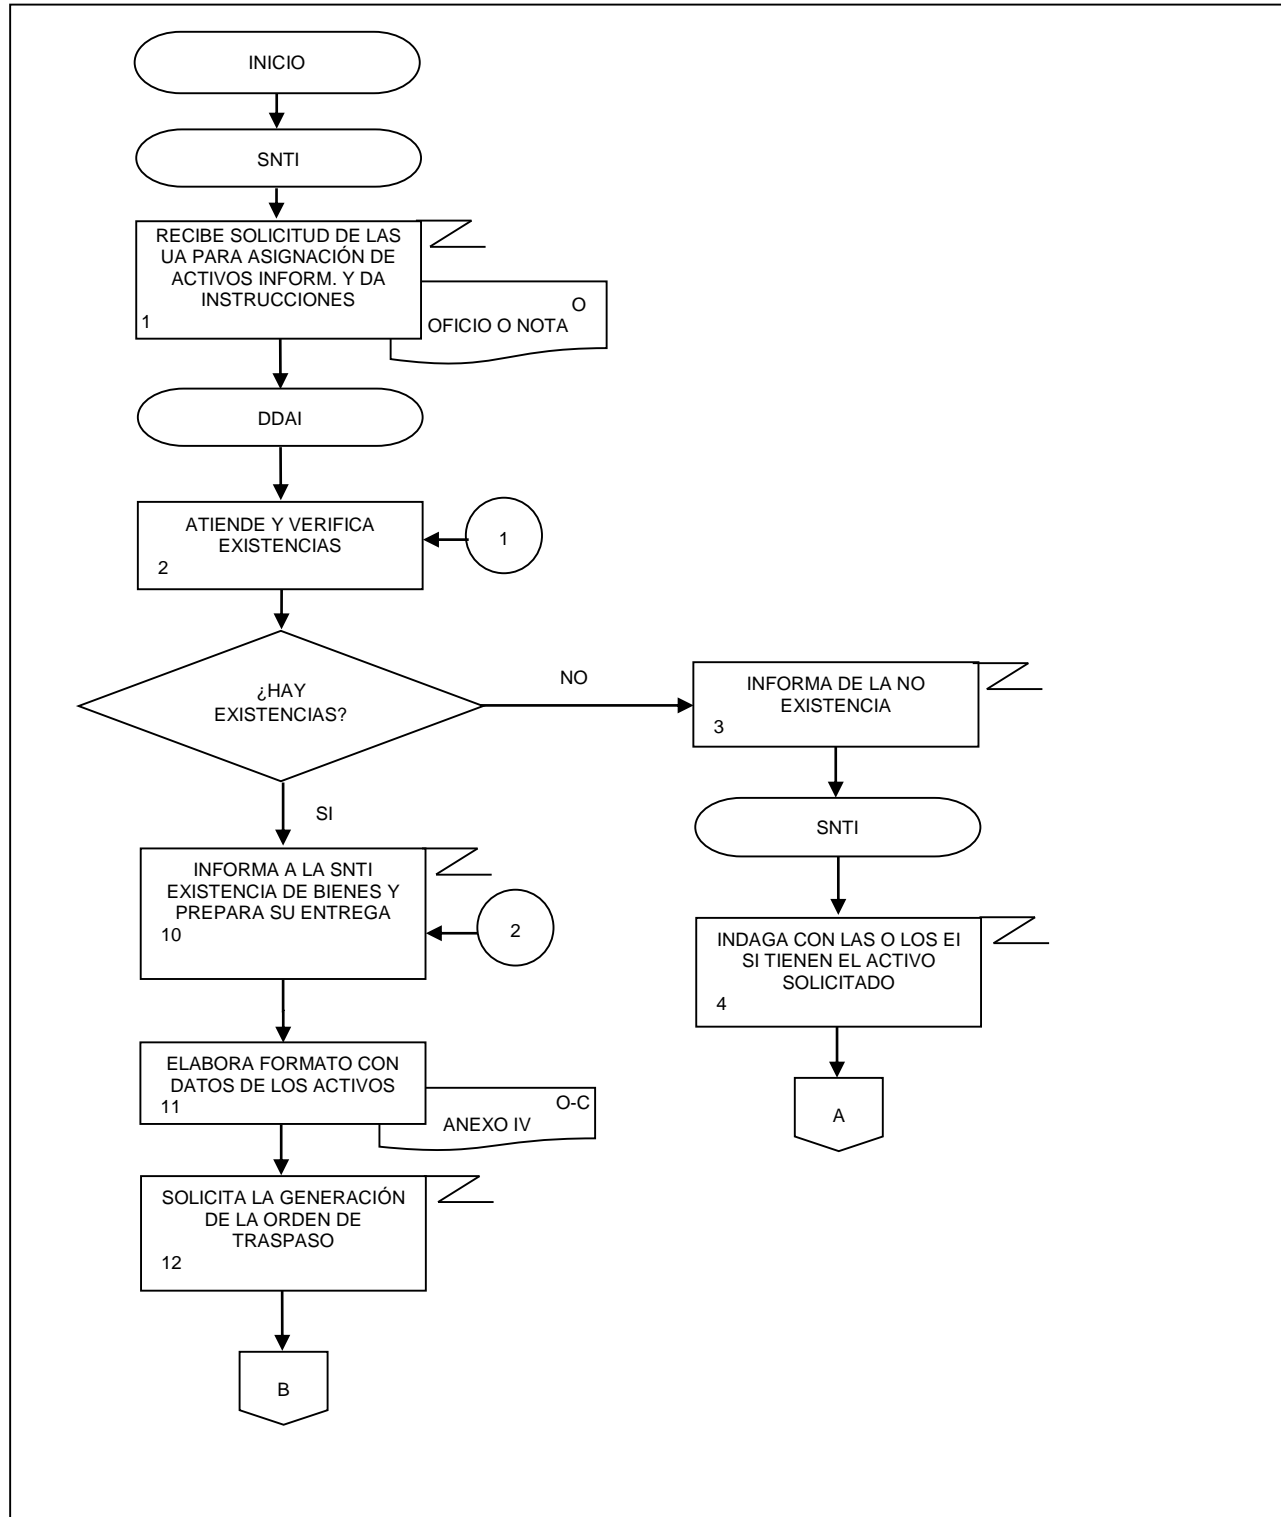 INICIO
SNTI
RECIBE SOLICITUD DE LAS
UA PARA ASIGNACIÓN DE
ACTIVOS INFORM. Y DA
INSTRUCCIONES
1
O
OFICIO O NOTA
DDAI
ATIENDE Y VERIFICA
EXISTENCIAS
2
1
¿HAY
EXISTENCIAS?
NO
INFORMA DE LA NO
EXISTENCIA
3
SNTI
INDAGA CON LAS O LOS EI
SI TIENEN EL ACTIVO
SOLICITADO
4
A
SI
INFORMA A LA SNTI
EXISTENCIA DE BIENES Y
PREPARA SU ENTREGA
10
2
ELABORA FORMATO CON
DATOS DE LOS ACTIVOS
11
O-C
ANEXO IV
SOLICITA LA GENERACIÓN
DE LA ORDEN DE
TRASPASO
12
B